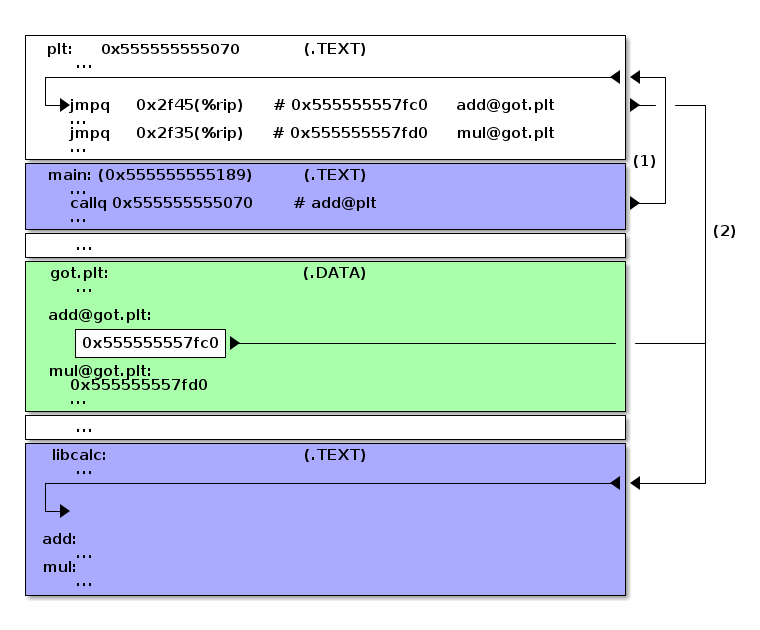 plt: 0x555555555070 (.TEXT)
...
jmpq 0x2f45(%rip) # 0x555555557fc0 add@got.plt
...
jmpq 0x2f35(%rip) # 0x555555557fd0 mul@got.plt
...
(1)
main: (0x555555555189) (.TEXT)
...
callq 0x555555555070 # add@plt
...
(2)
...
got.plt: (.DATA)
...
add@got.plt:
0x555555557fc0
mul@got.plt:
0x555555557fd0
...
...
libcalc: (.TEXT)
...
add:
...
mul:
...